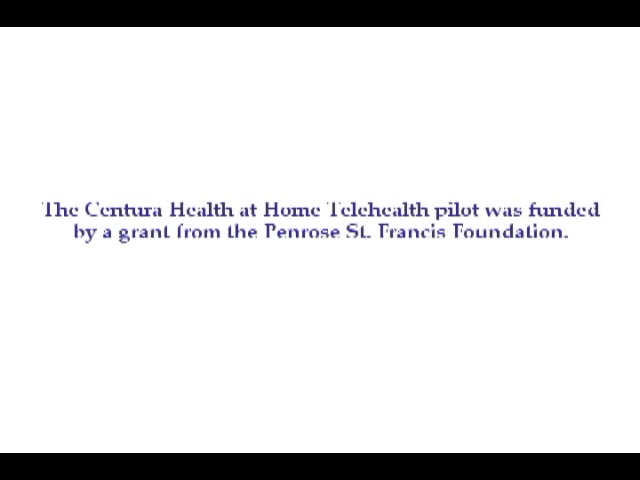 The Centura Health at Home Telehealth pilot was funded
by a grant from the Penrose St. Francis Foundation.